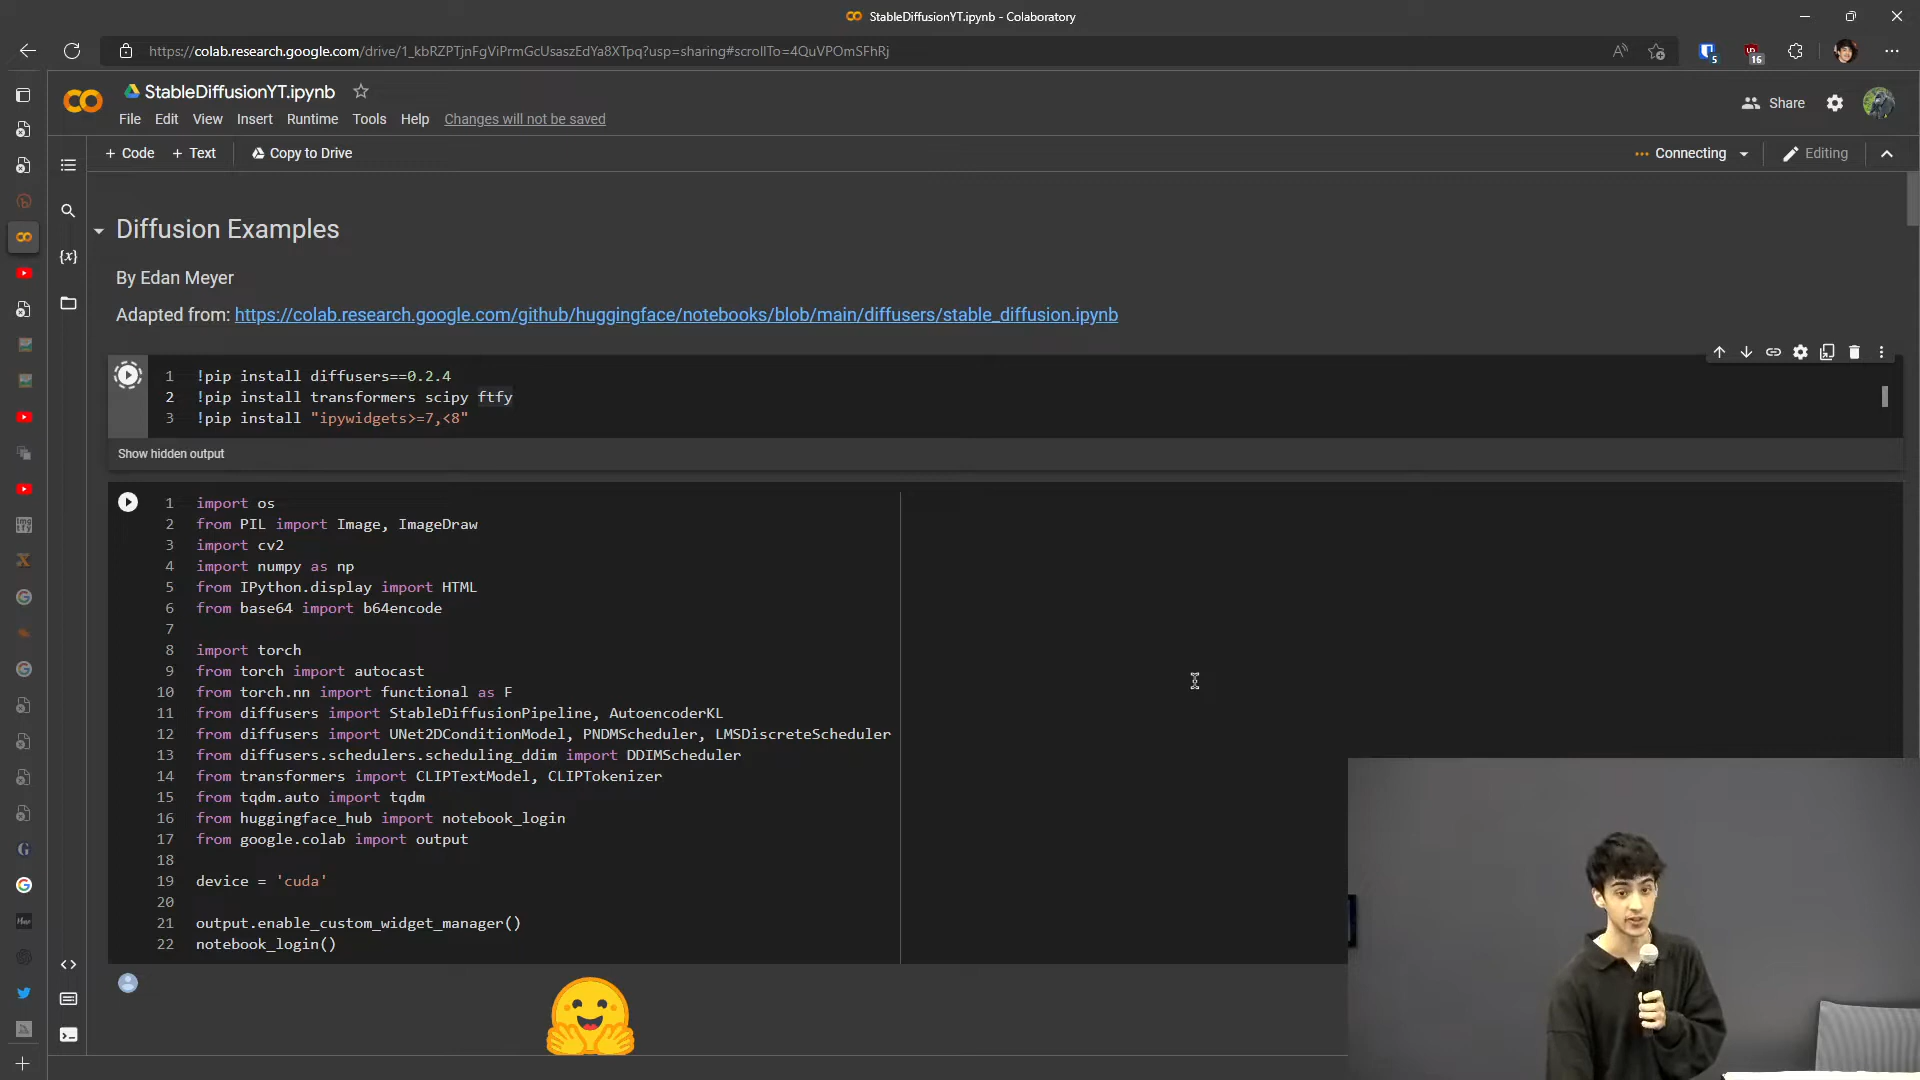 StableDiffusionYT.ipynb - Colaboratory
https://colab.research.google.com/drive/1_kbRZPTjnFgViPrmGcUsaszEdYa8XTpq?usp=sharing#scrollTo=4QuVPOmSFhRj
5
16
StableDiffusionYT.ipynb
Share
File Edit View Insert Runtime Tools Help Changes will not be saved
+ Code + Text Copy to Drive
Connecting
Editing
Diffusion Examples
By Edan Meyer
Adapted from: https://colab.research.google.com/github/huggingface/notebooks/blob/main/diffusers/stable_diffusion.ipynb
1 !pip install diffusers==0.2.4
2 !pip install transformers scipy ftfy
3 !pip install "ipywidgets>=7,<8"
Show hidden output
1 import os
2 from PIL import Image, ImageDraw
3 import cv2
4 import numpy as np
5 from IPython.display import HTML
6 from base64 import b64encode
7
8 import torch
9 from torch import autocast
10 from torch.nn import functional as F
11 from diffusers import StableDiffusionPipeline, AutoencoderKL
12 from diffusers import UNet2DConditionModel, PNDMScheduler, LMSDiscreteScheduler
13 from diffusers.schedulers.scheduling_ddim import DDIMScheduler
14 from transformers import CLIPTextModel, CLIPTokenizer
15 from tqdm.auto import tqdm
16 from huggingface_hub import notebook_login
17 from google.colab import output
18
19 device = 'cuda'
20
21 output.enable_custom_widget_manager()
22 notebook_login()